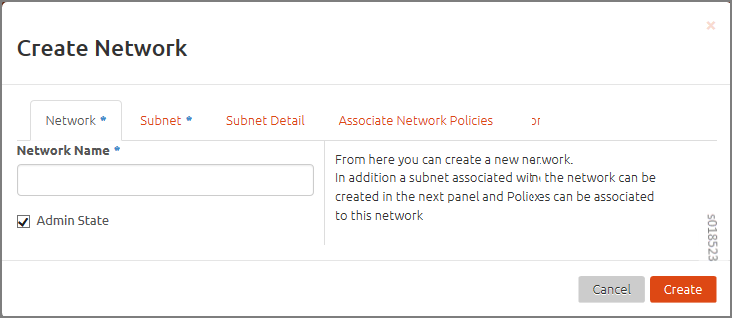 Create Network
×
Network * Subnet * Subnet Detail Associate Network Policies or
Network Name *
Admin State
From here you can create a new narwork.
In addition a subnet associated with the network can be
created in the next panel and Polixes can be associated
to this network
s018523
Cancel Create